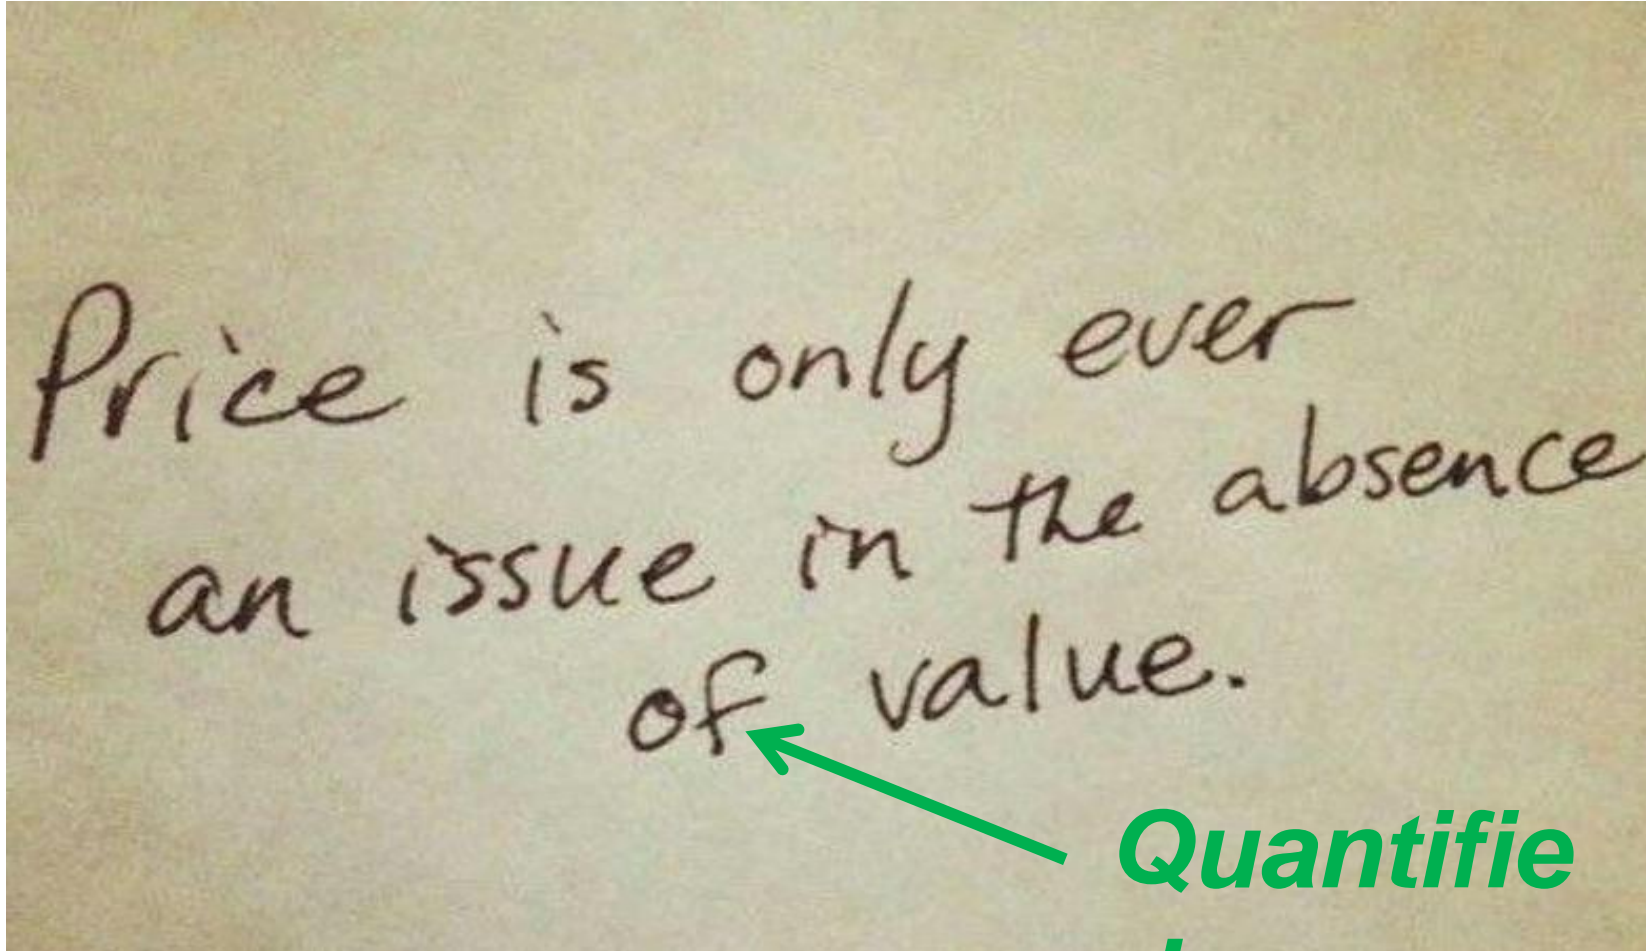 Price is only ever
an issue in the absence
of value.
Quantifie